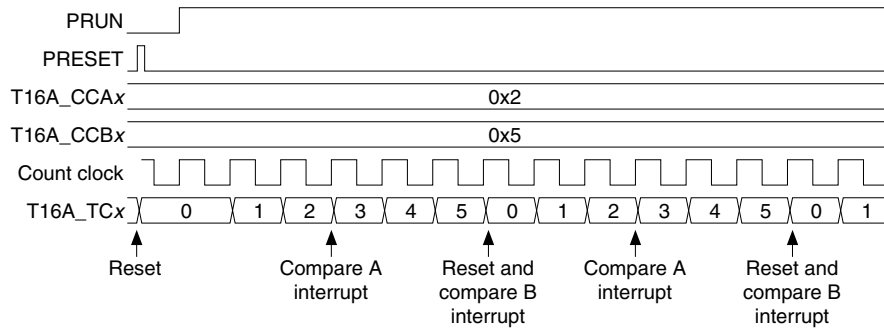 PRUN
PRESET
T16A_CCAx
0x2
T16A_CCBx
0x5
Count clock
T16A_TCx
0 1 2 3 4 5 0 1 2 3 4 5 0 1
Reset
Compare A
interrupt
Reset and
compare B
interrupt
Compare A
interrupt
Reset and
compare B
interrupt